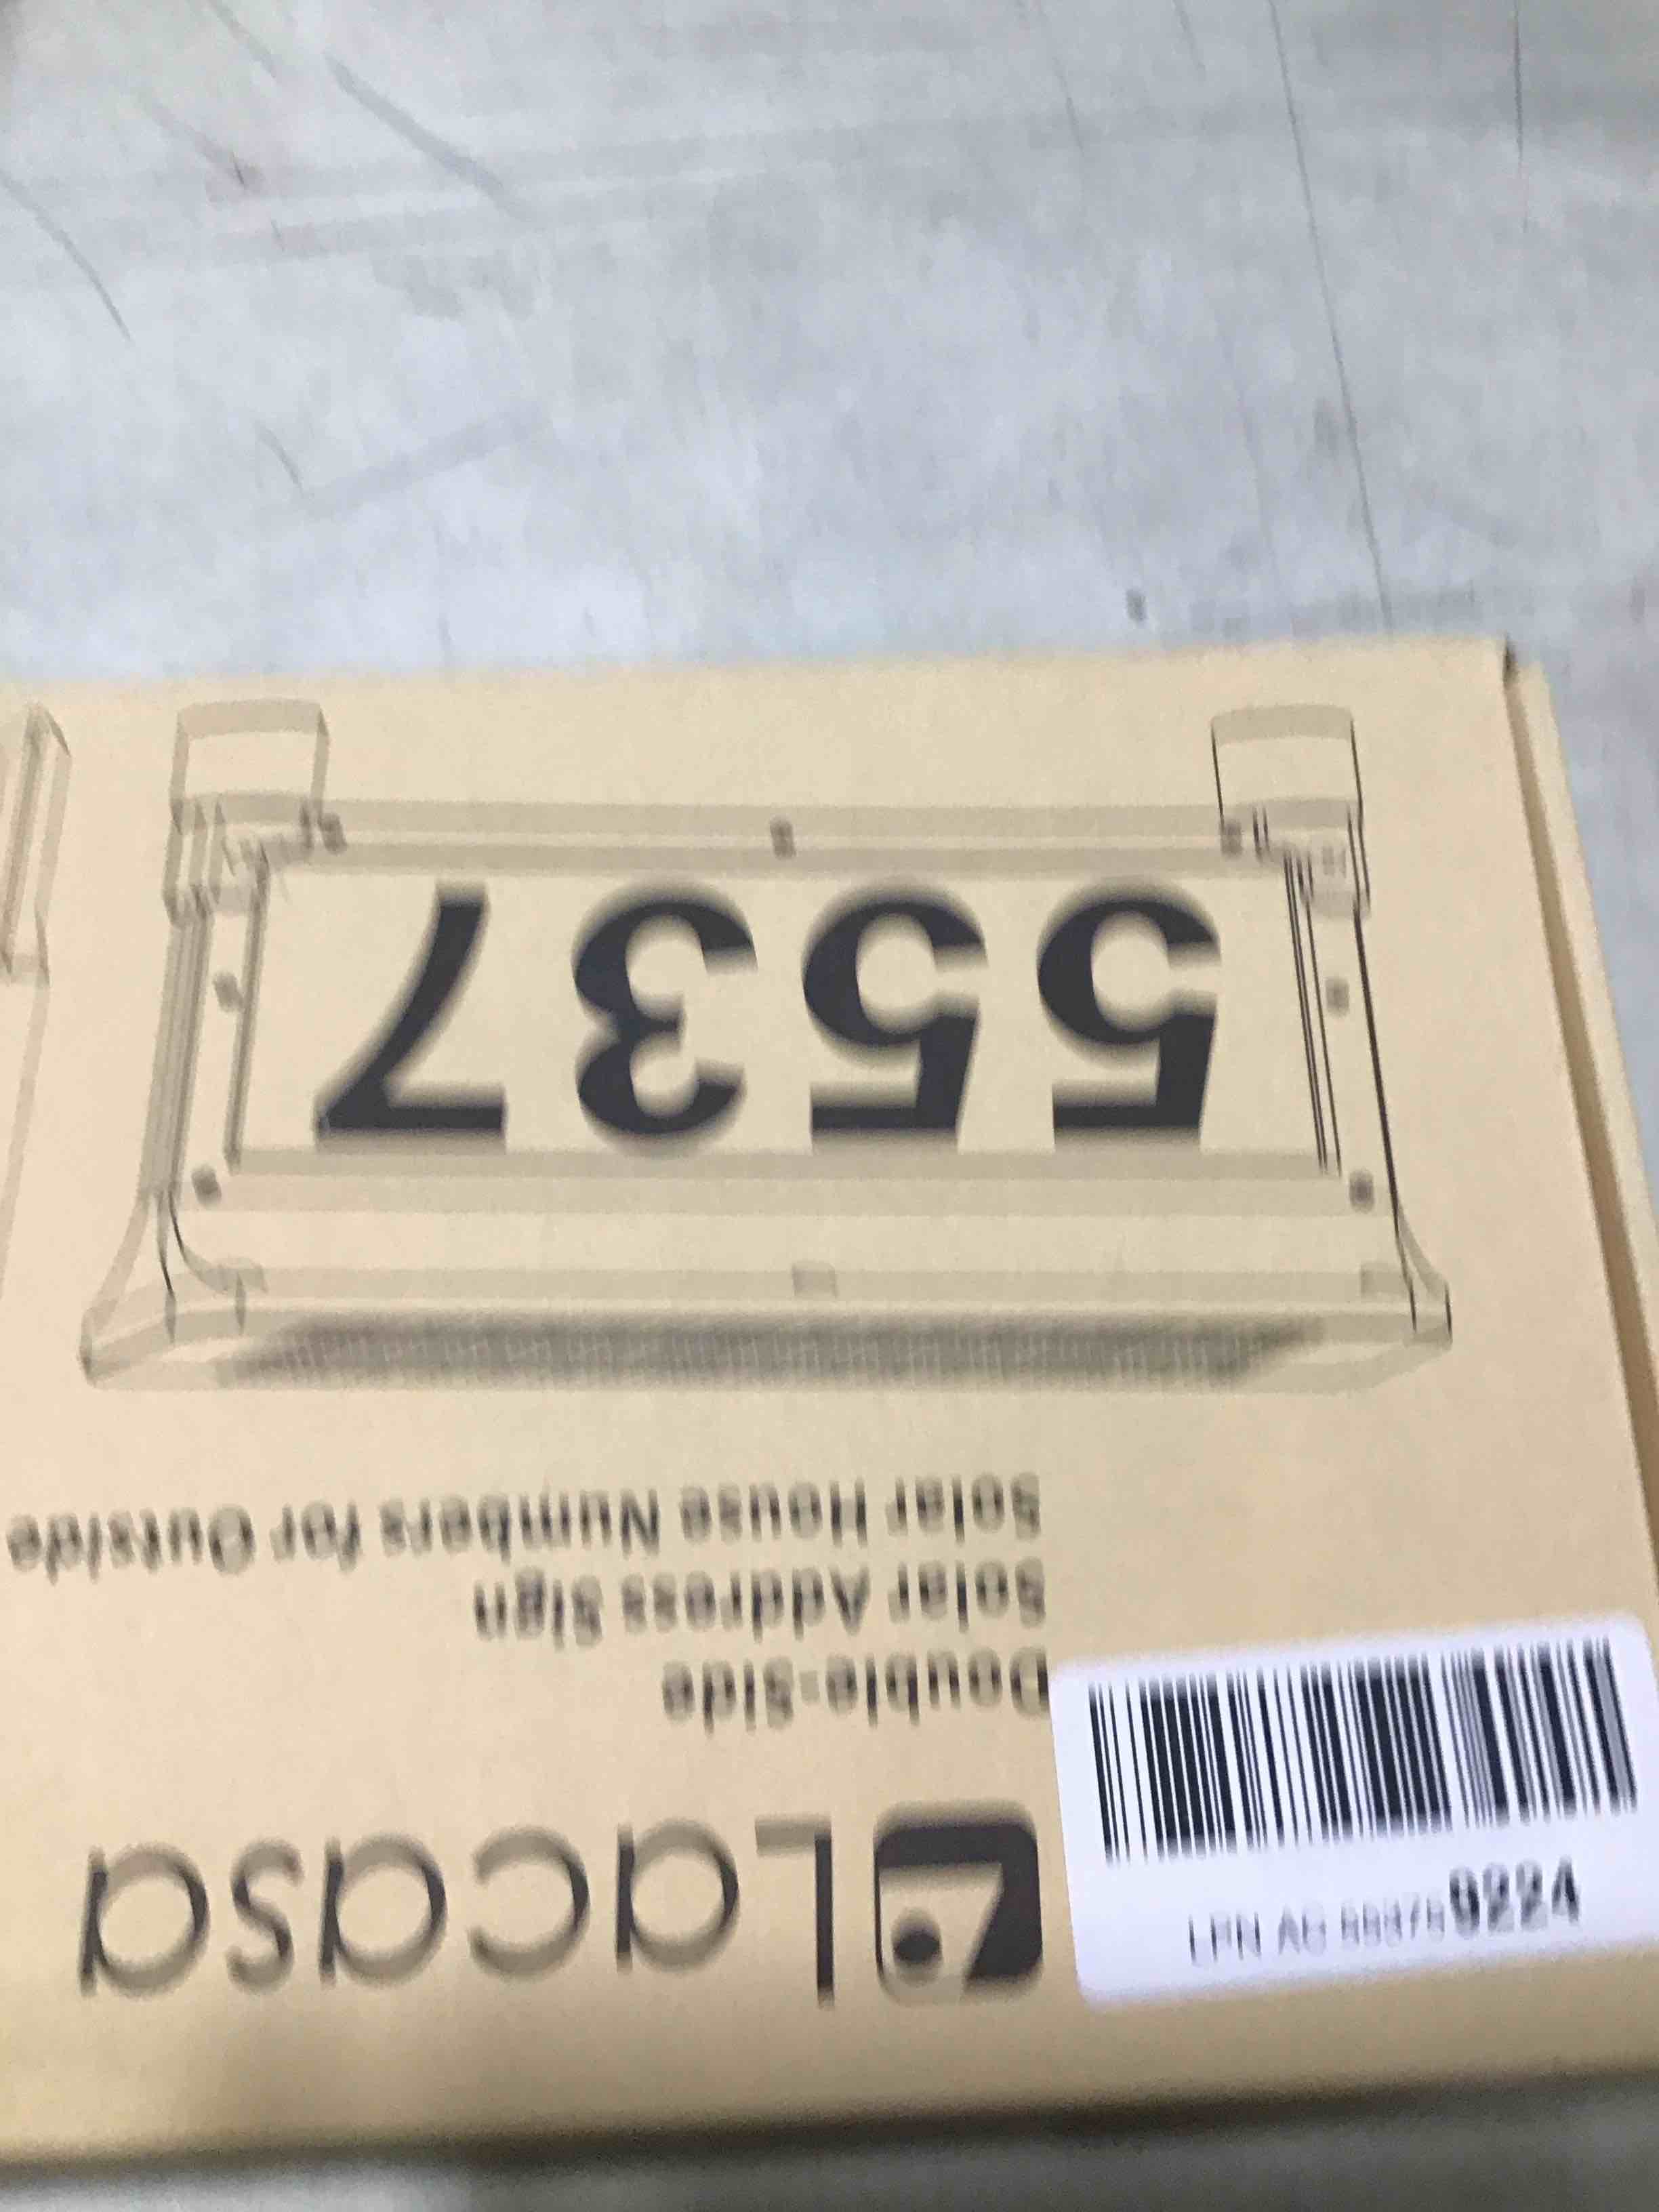 Lacasa
Double-Side
Solar Address Sign
Solar House Numbers for Outside
5537
LPN AG 9224